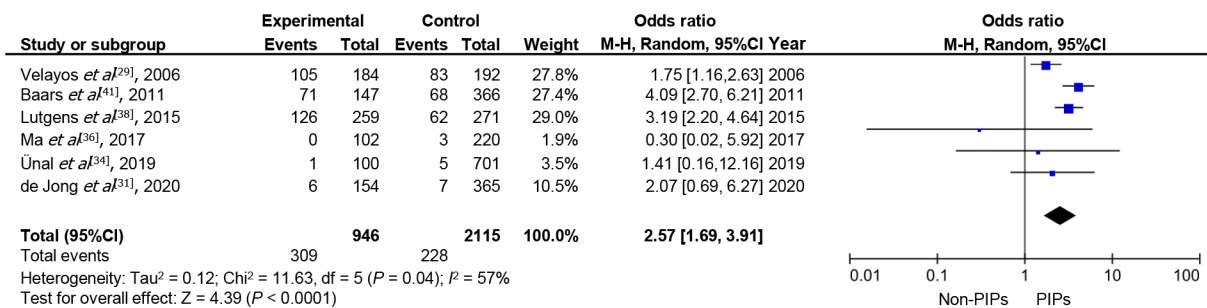 Experimental Control Odds ratio Odds ratio
Study or subgroup Events Total Events Total Weight M-H, Random, 95%CI Year M-H, Random, 95%CI
Velayos et al[29], 2006 105 184 83 192 27.8% 1.75 [1.16,2.63] 2006
Baars et al[41], 2011 71 147 68 366 27.4% 4.09 [2.70, 6.21] 2011
Lutgens et al[38], 2015 126 259 62 271 29.0% 3.19 [2.20, 4.64] 2015
Ma et al[36], 2017 0 102 3 220 1.9% 0.30 [0.02, 5.92] 2017
Ünal et al[34], 2019 1 100 5 701 3.5% 1.41 [0.16,12.16] 2019
de Jong et al[31], 2020 6 154 7 365 10.5% 2.07 [0.69, 6.27] 2020
Total (95%CI) 946 2115 100.0% 2.57 [1.69, 3.91]
Total events 309 228
Heterogeneity: Tau² = 0.12; Chi² = 11.63, df = 5 (P = 0.04); I² = 57%
Test for overall effect: Z = 4.39 (P < 0.0001)
0.01 0.1 1 10 100
Non-PIPs PIPs